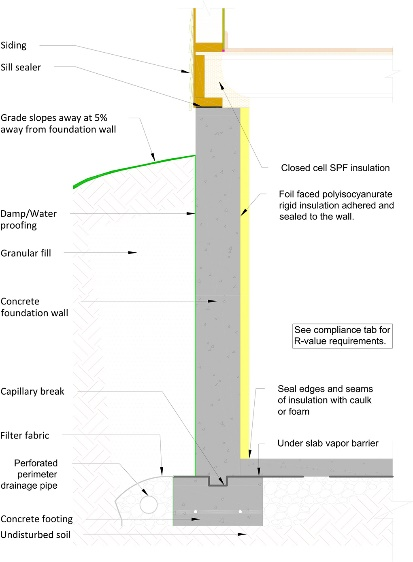 Siding
Sill sealer
Grade slopes away at 5%
away from foundation wall
Closed cell SPF insulation
Foil faced polyisocyanurate
rigid insulation adhered and
sealed to the wall.
Damp/Water
proofing
Granular fill
Concrete
foundation wall
See compliance tab for
R-value requirements.
Capillary break
Seal edges and seams
of insulation with caulk
or foam
Filter fabric
Under slab vapor barrier
Perforated
perimeter
drainage pipe
Concrete footing
Undisturbed soil